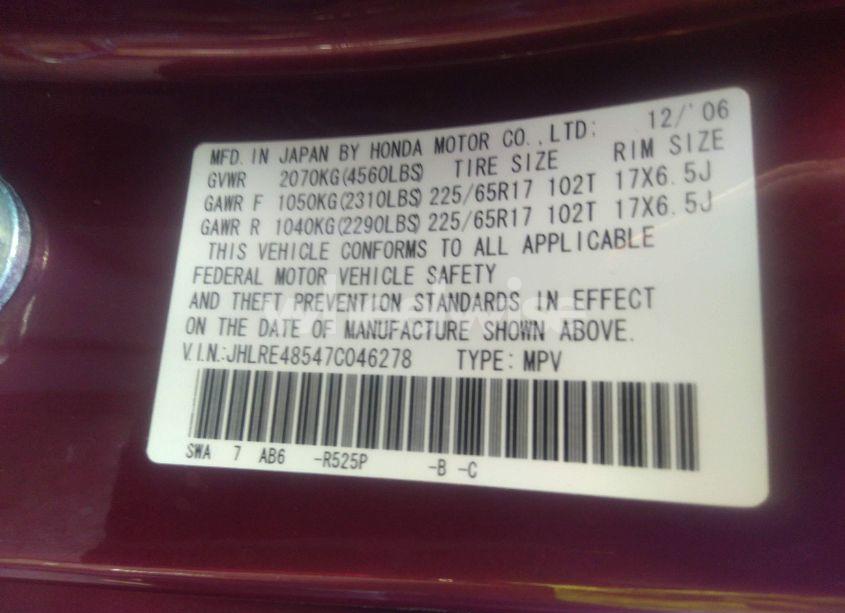 MFD. IN JAPAN BY HONDA MOTOR CO.,LTD: 12/'06
GVWR 2070KG(4560LBS) TIRE SIZE RIM SIZE
GAWR F 1050KG(2310LBS) 225/65R17 102T 17X6.5J
GAWR R 1040KG(2290LBS) 225/65R17 102T 17X6.5J
THIS VEHICLE CONFORMS TO ALL APPLICABLE
FEDERAL MOTOR VEHICLE SAFETY
AND THEFT PREVENTION STANDARDS IN EFFECT
ON THE DATE OF MANUFACTURE SHOWN ABOVE.
V.I.N.:JHLRE48547C046278 TYPE: MPV
SWA 7 AB6 -R525P -B -C